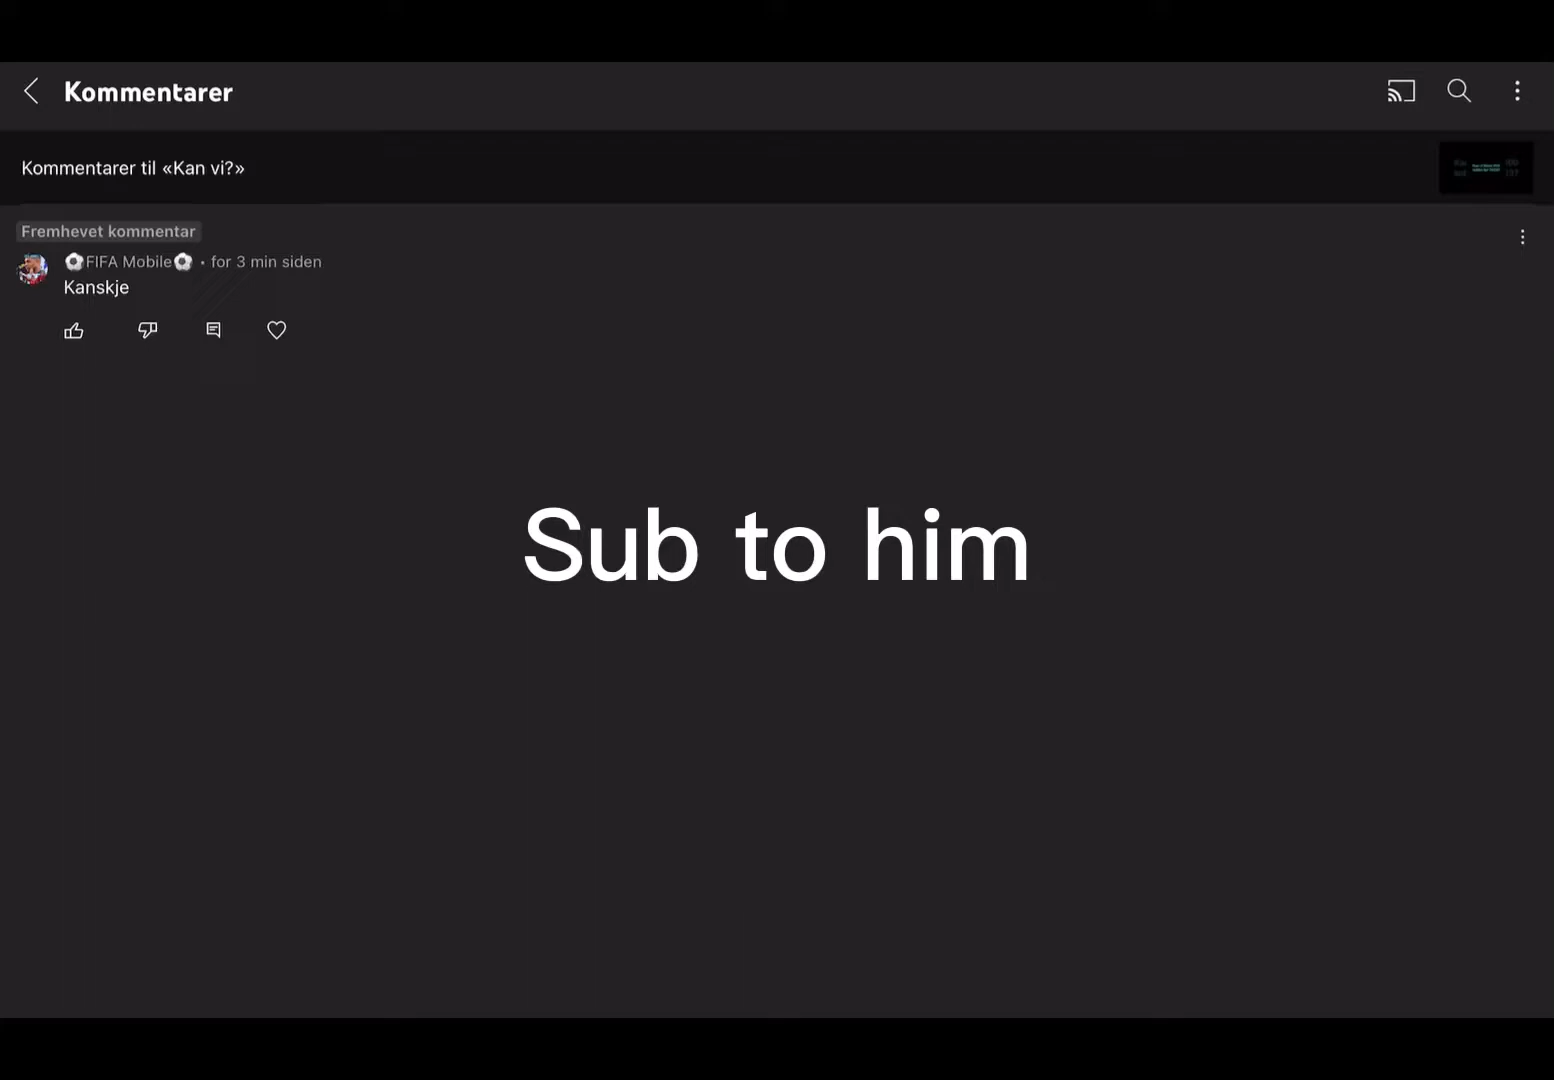 Kommentarer
Kommentarer til «Kan vi?»
Fremhevet kommentar
⚽FIFA Mobile⚽ • for 3 min siden
Kanskje
Sub to him